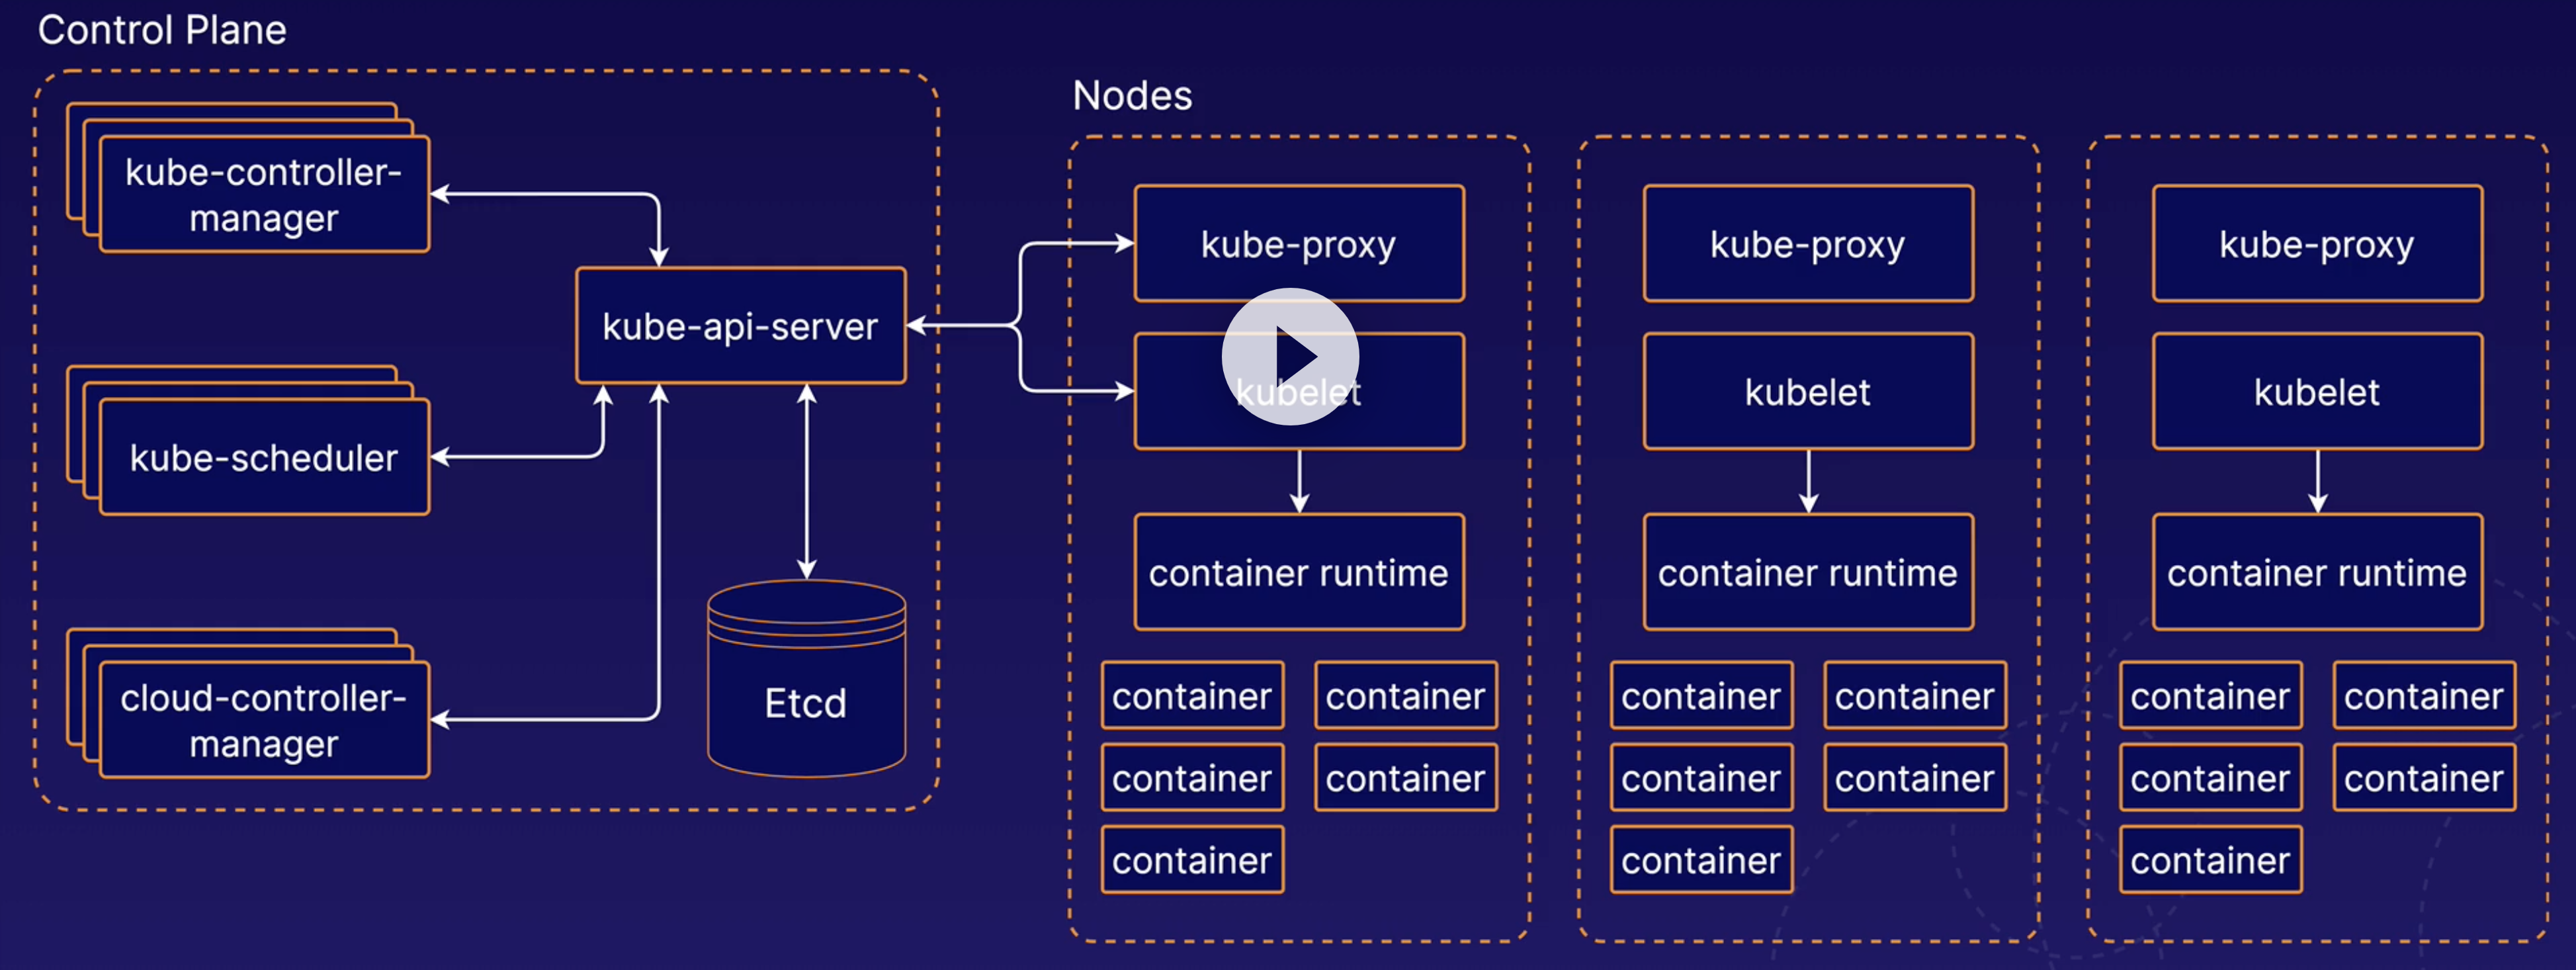 Control Plane
kube-controller-
manager
kube-api-server
kube-scheduler
cloud-controller-
manager
Etcd
Nodes
kube-proxy
kubelet
container runtime
container container
container container
container
kube-proxy
kubelet
container runtime
container container
container container
container
kube-proxy
kubelet
container runtime
container container
container container
container